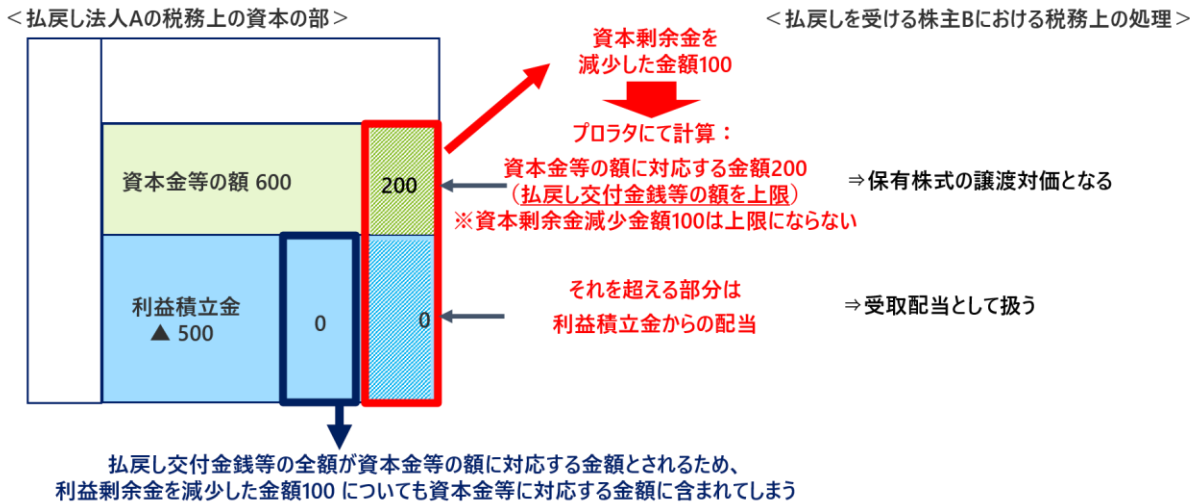 ＜払戻し法人Aの税務上の資本の部＞
＜払戻しを受ける株主Bにおける税務上の処理＞
資本剰余金を
減少した金額100
プロラタにて計算：
資本金等の額 600
200
資本金等の額に対応する金額200
（払戻し交付金銭等の額を上限）
※資本剰余金減少金額100は上限にならない
⇒保有株式の譲渡対価となる
利益積立金
▲ 500
0
0
それを超える部分は
利益積立金からの配当
⇒受取配当として扱う
払戻し交付金銭等の全額が資本金等の額に対応する金額とされるため、
利益剰余金を減少した金額100 についても資本金等に対応する金額に含まれてしまう